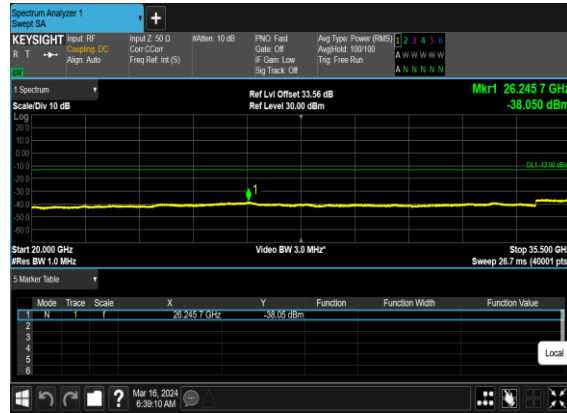 Spectrum Analyzer 1
Swept SA
+
KEYSIGHT Input: RF Input Z: 50 Ω #Atten: 10 dB PNO: Fast Avg Type: Power (RMS) 1 2 3 4 5 6
R T Coupling: DC Corr CCorr Gate: Off Avg|Hold: 100/100 A W W W W W
Align: Auto Freq Ref: Int (S) IF Gain: Low Trig: Free Run A N N N N N
Sig Track: Off
1 Spectrum Ref Lvl Offset 33.56 dB Mkr1 26.245 7 GHz
Scale/Div 10 dB Ref Level 30.00 dBm -38.050 dBm
Log
20.0
10.0
0.00
-10.0
DL1 -13.00 dBm
-20.0
-30.0
1
-40.0
-50.0
-60.0
Start 20.000 GHz Video BW 3.0 MHz* Stop 35.500 GHz
#Res BW 1.0 MHz Sweep 26.7 ms (40001 pts)
5 Marker Table
Mode Trace Scale X Y Function Function Width Function Value
1 N 1 f 26.245 7 GHz -38.05 dBm
2
3
4
5
6
Local
? Mar 16, 2024
6:39:10 AM